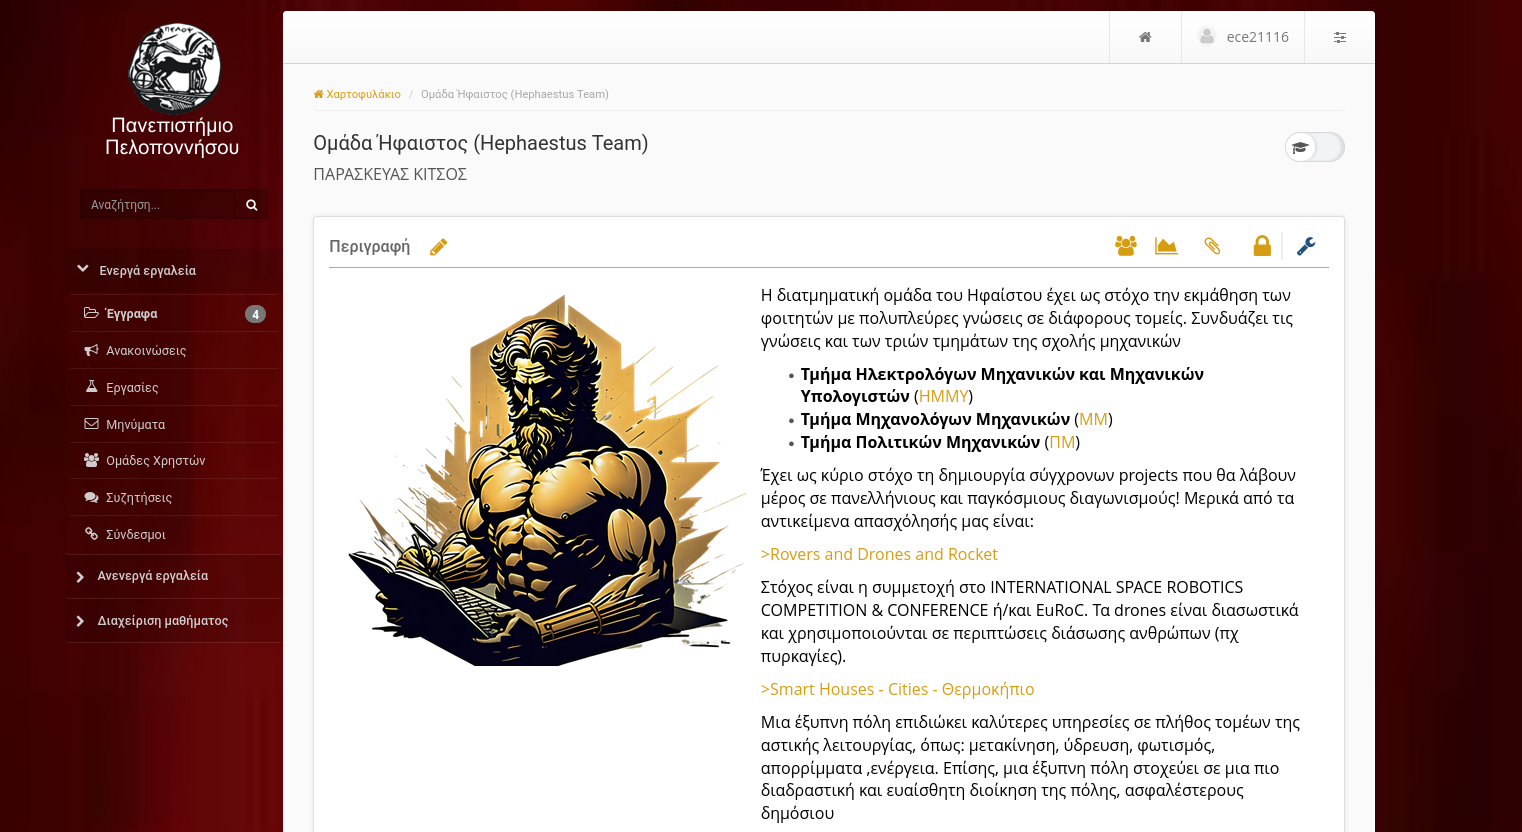 ΠΕΛΟΨ
Πανεπιστήμιο
Πελοποννήσου
Αναζήτηση...
Ενεργά εργαλεία
Έγγραφα 4
Ανακοινώσεις
Εργασίες
Μηνύματα
Ομάδες Χρηστών
Συζητήσεις
Σύνδεσμοι
Ανενεργά εργαλεία
Διαχείριση μαθήματος
ece21116
Χαρτοφυλάκιο / Ομάδα Ήφαιστος (Hephaestus Team)
Ομάδα Ήφαιστος (Hephaestus Team)
ΠΑΡΑΣΚΕΥΑΣ ΚΙΤΣΟΣ
Περιγραφή
Η διατμηματική ομάδα του Ηφαίστου έχει ως στόχο την εκμάθηση των
φοιτητών με πολυπλεύρες γνώσεις σε διάφορους τομείς. Συνδυάζει τις
γνώσεις και των τριών τμημάτων της σχολής μηχανικών
• Τμήμα Ηλεκτρολόγων Μηχανικών και Μηχανικών
Υπολογιστών (ΗΜΜΥ)
• Τμήμα Μηχανολόγων Μηχανικών (ΜΜ)
• Τμήμα Πολιτικών Μηχανικών (ΠΜ)
Έχει ως κύριο στόχο τη δημιουργία σύγχρονων projects που θα λάβουν
μέρος σε πανελλήνιους και παγκόσμιους διαγωνισμούς! Μερικά από τα
αντικείμενα απασχόλησής μας είναι:
>Rovers and Drones and Rocket
Στόχος είναι η συμμετοχή στο INTERNATIONAL SPACE ROBOTICS
COMPETITION & CONFERENCE ή/και EuRoC. Τα drones είναι διασωστικά
και χρησιμοποιούνται σε περιπτώσεις διάσωσης ανθρώπων (πχ
πυρκαγίες).
>Smart Houses - Cities - Θερμοκήπιο
Μια έξυπνη πόλη επιδιώκει καλύτερες υπηρεσίες σε πλήθος τομέων της
αστικής λειτουργίας, όπως: μετακίνηση, ύδρευση, φωτισμός,
απορρίμματα ,ενέργεια. Επίσης, μια έξυπνη πόλη στοχεύει σε μια πιο
διαδραστική και ευαίσθητη διοίκηση της πόλης, ασφαλέστερους
δημόσιου